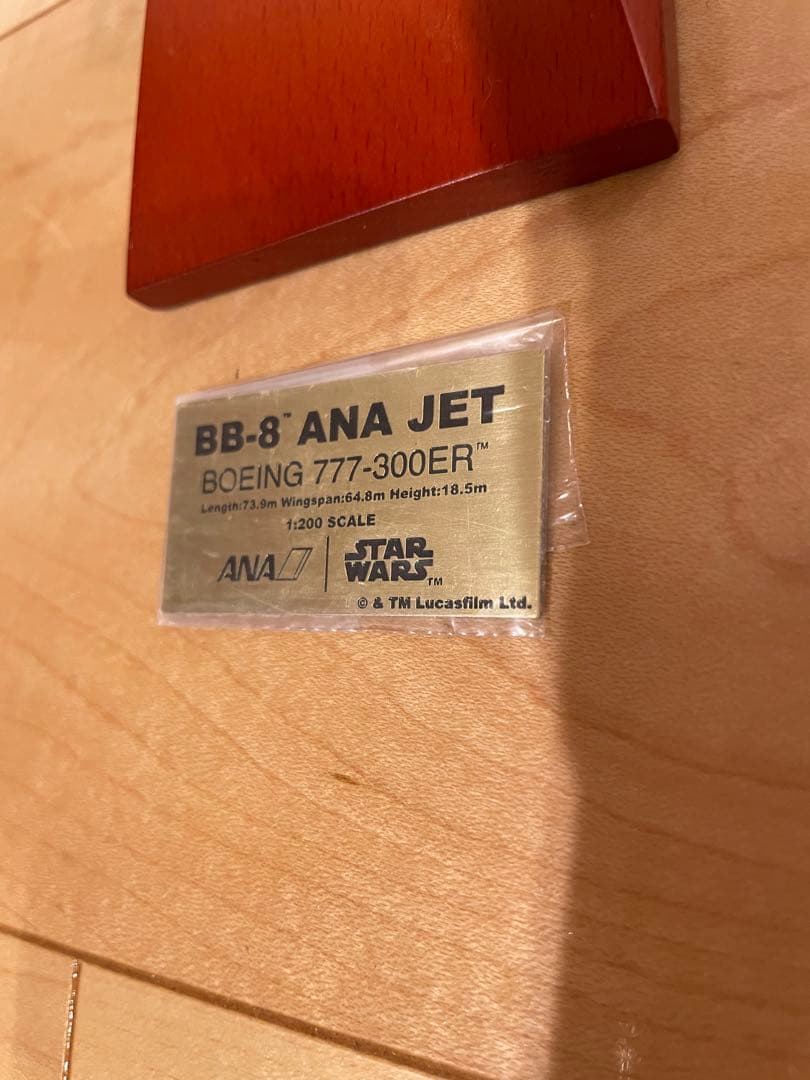 BB-8™ ANA JET
BOEING 777-300ER™
Length:73.9m Wingspan:64.8m Height:18.5m
1:200 SCALE
ANA
STAR WARS™
© & TM Lucasfilm Ltd.